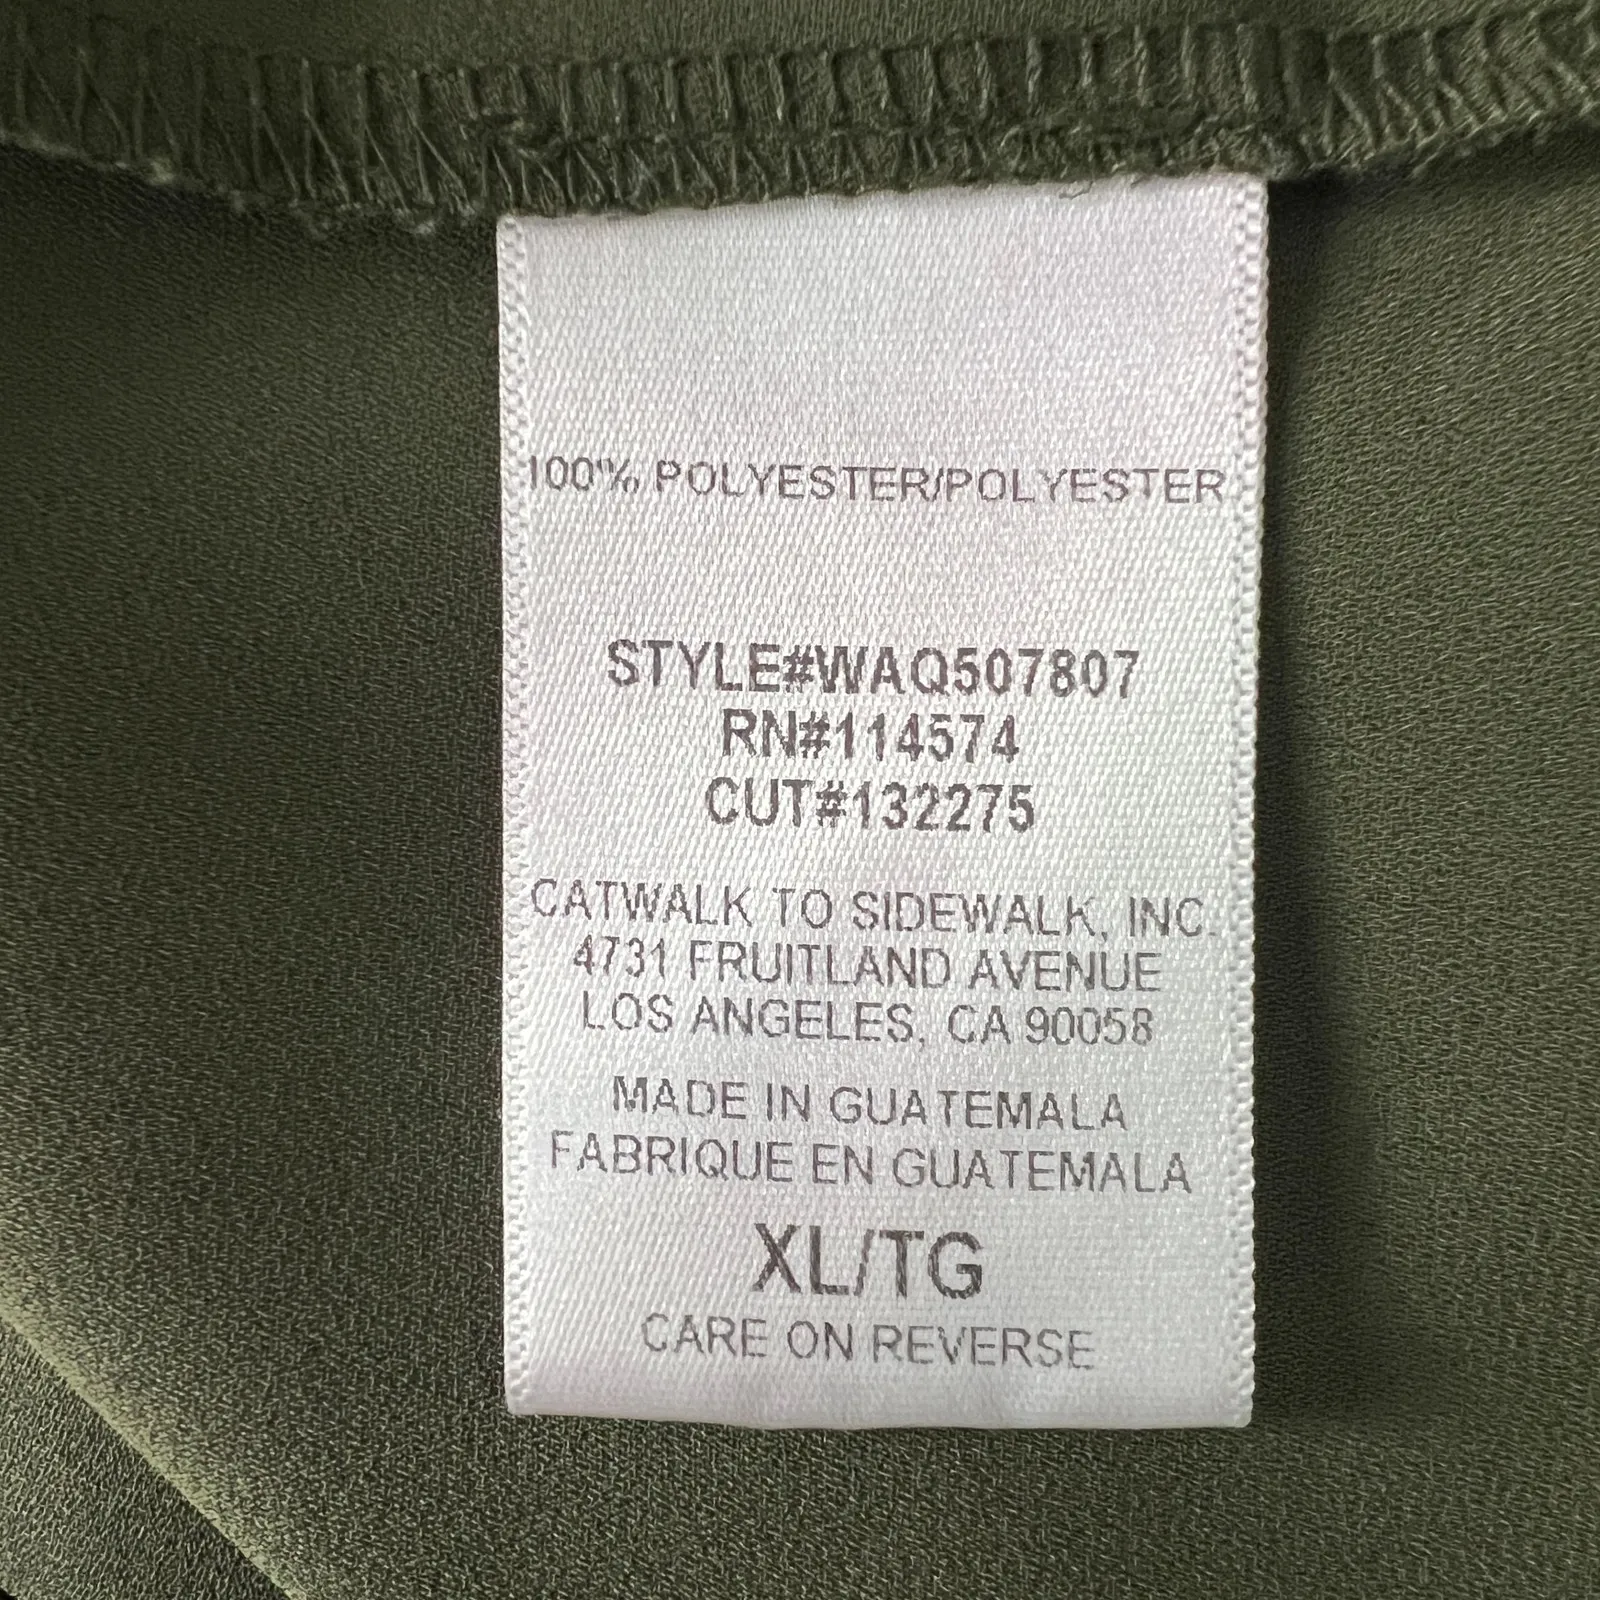 100% POLYESTER/POLYESTER
STYLE#WAQ507807
RN#114574
CUT#132275
CATWALK TO SIDEWALK, INC.
4731 FRUITLAND AVENUE
LOS ANGELES, CA 90058
MADE IN GUATEMALA
FABRIQUE EN GUATEMALA
XL/TG
CARE ON REVERSE